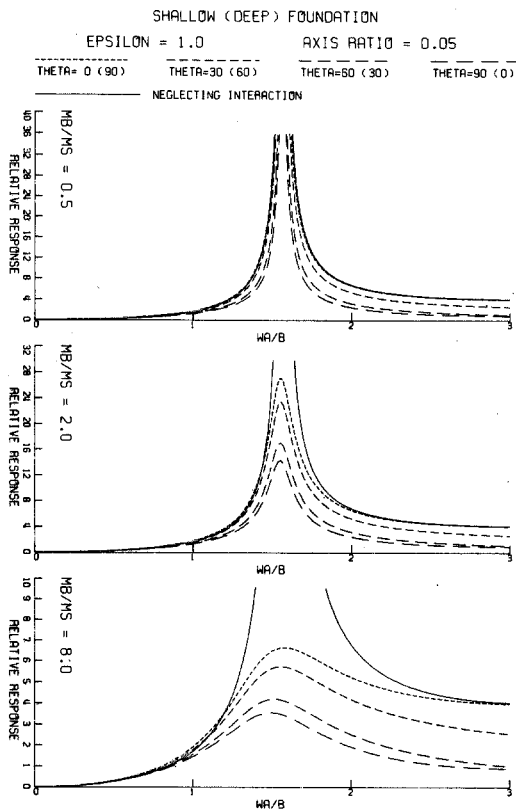 SHALLOW (DEEP) FOUNDATION
EPSILON = 1.0 AXIS RATIO = 0.05
THETA= 0 (90) THETA=30 (60) THETA=60 (30) THETA=90 (0)
NEGLECTING INTERACTION
MB/MS = 0.5
RELATIVE RESPONSE
0 4 8 12 16 20 24 28 32 36 40
0 1 2 3
WA/B
MB/MS = 2.0
RELATIVE RESPONSE
0 4 8 12 16 20 24 28 32
0 1 2 3
WA/B
MB/MS = 8.0
RELATIVE RESPONSE
0 1 2 3 4 5 6 7 8 9 10
0 1 2 3
WA/B